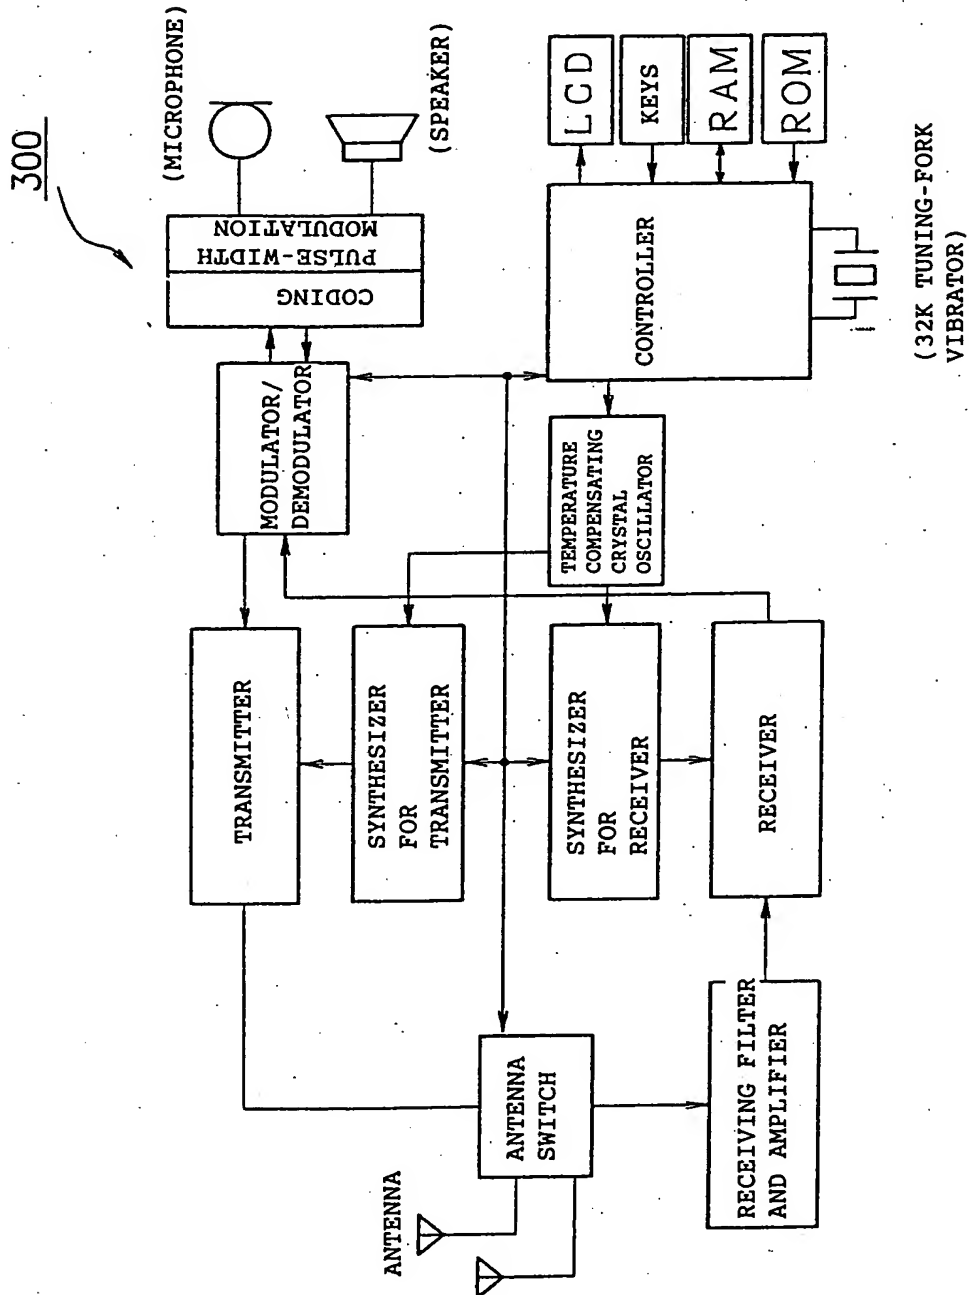 300
(MICROPHONE)
(SPEAKER)
PULSE-WIDTH
MODULATION
CODING
MODULATOR/
DEMODULATOR
TRANSMITTER
SYNTHESIZER
FOR
TRANSMITTER
TEMPERATURE
COMPENSATING
CRYSTAL
OSCILLATOR
CONTROLLER
LCD
KEYS
RAM
ROM
(32K TUNING-FORK
VIBRATOR)
SYNTHESIZER
FOR
RECEIVER
RECEIVER
ANTENNA
ANTENNA
SWITCH
RECEIVING FILTER
AND AMPLIFIER